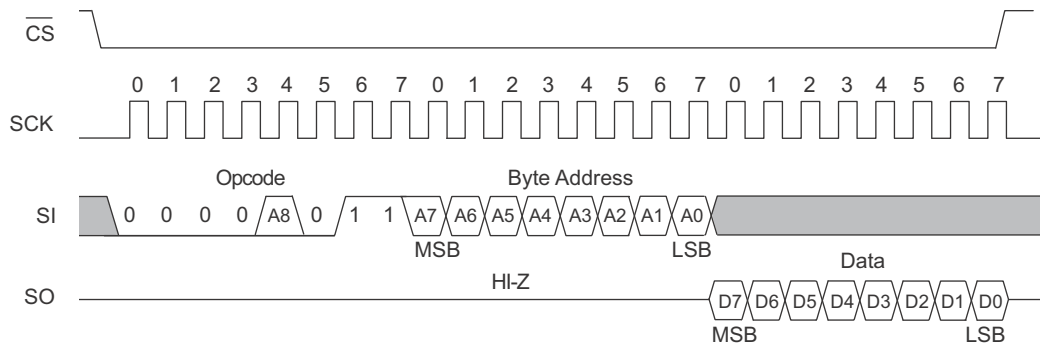 CS
0 1 2 3 4 5 6 7 0 1 2 3 4 5 6 7 0 1 2 3 4 5 6 7
SCK
Opcode Byte Address
SI 0 0 0 0 A8 0 1 1 A7 A6 A5 A4 A3 A2 A1 A0
MSB LSB
HI-Z Data
SO D7 D6 D5 D4 D3 D2 D1 D0
MSB LSB